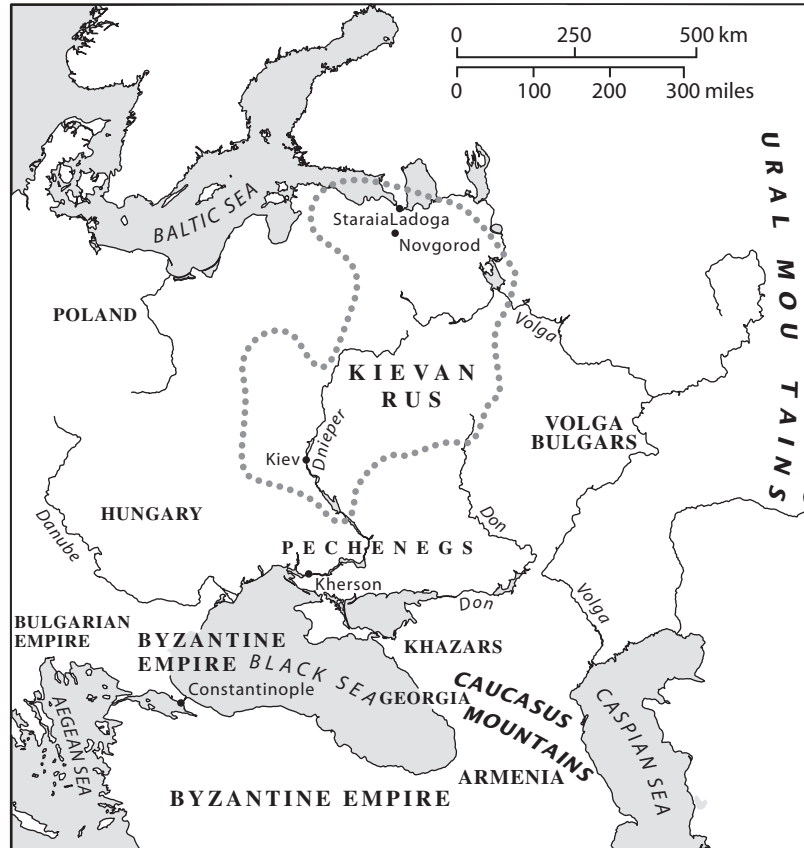 0 250 500 km
0 100 200 300 miles
URAL MOU TAINS
BALTIC SEA
StaraiaLadoga
Novgorod
POLAND
Volga
KIEVAN
RUS
VOLGA
BULGARS
Dnieper
Kiev
HUNGARY
Danube
Don
PECHENEGS
Kherson
Don
Volga
BULGARIAN
EMPIRE
BYZANTINE
EMPIRE
BLACK SEA
KHAZARS
Constantinople
GEORGIA
CAUCASUS
MOUNTAINS
AEGEAN SEA
CASPIAN SEA
ARMENIA
BYZANTINE EMPIRE